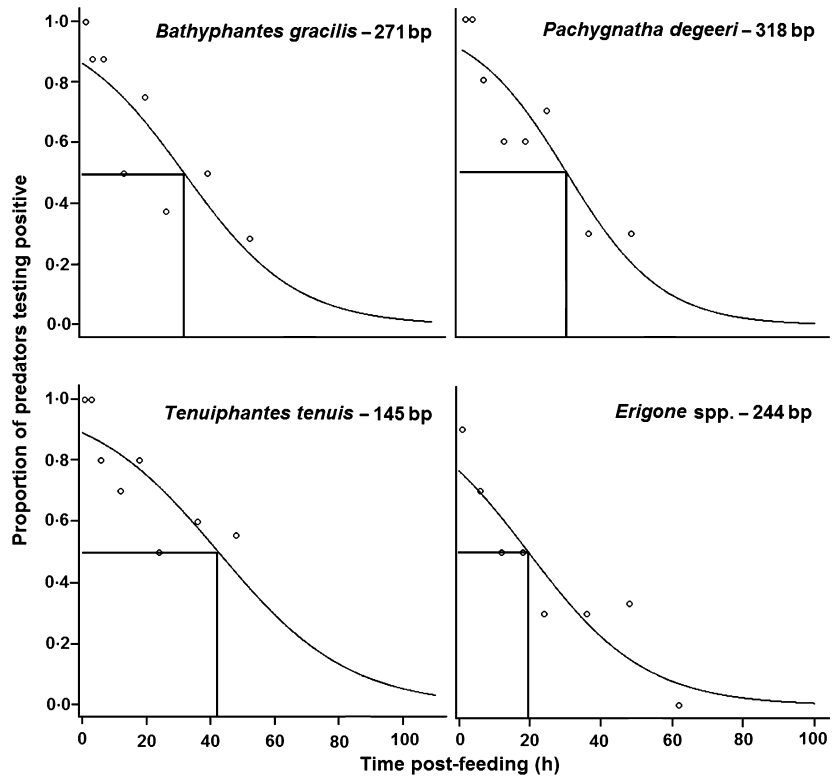 Bathyphantes gracilis – 271 bp
Pachygnatha degeeri – 318 bp
1·0
0·8
0·6
0·4
0·2
0·0
Proportion of predators testing positive
Tenuiphantes tenuis – 145 bp
Erigone spp. – 244 bp
1·0
0·8
0·6
0·4
0·2
0·0
0 20 40 60 80 100
0 20 40 60 80 100
Time post-feeding (h)